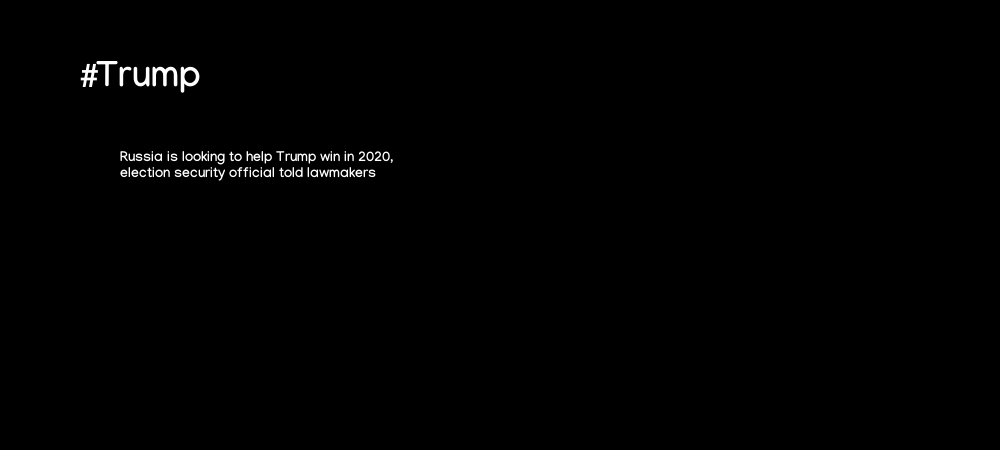 #Trump
Russia is looking to help Trump win in 2020,
election security official told lawmakers